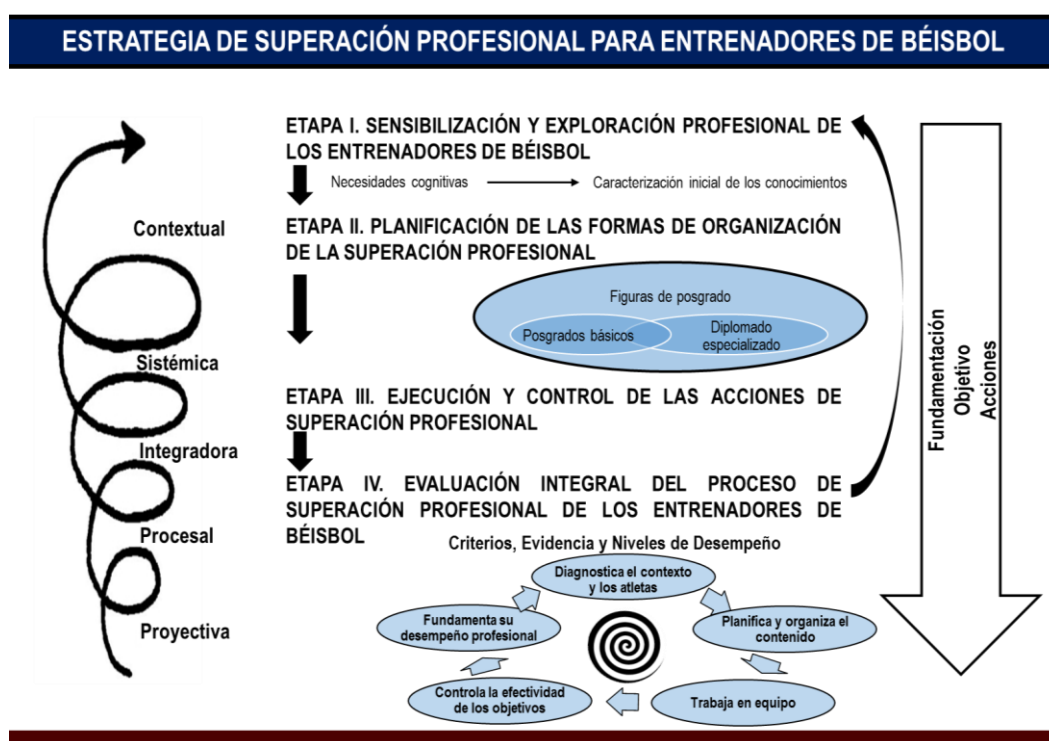 ESTRATEGIA DE SUPERACIÓN PROFESIONAL PARA ENTRENADORES DE BÉISBOL
ETAPA I. SENSIBILIZACIÓN Y EXPLORACIÓN PROFESIONAL DE
LOS ENTRENADORES DE BÉISBOL
Necesidades cognitivas
Caracterización inicial de los conocimientos
Contextual
ETAPA II. PLANIFICACIÓN DE LAS FORMAS DE ORGANIZACIÓN
DE LA SUPERACIÓN PROFESIONAL
Figuras de posgrado
Posgrados básicos
Diplomado
especializado
Sistémica
ETAPA III. EJECUCIÓN Y CONTROL DE LAS ACCIONES DE
SUPERACIÓN PROFESIONAL
Integradora
ETAPA IV. EVALUACIÓN INTEGRAL DEL PROCESO DE
SUPERACIÓN PROFESIONAL DE LOS ENTRENADORES DE
BÉISBOL
Procesal
Proyectiva
Criterios, Evidencia y Niveles de Desempeño
Diagnostica el contexto
y los atletas
Planifica y organiza el
contenido
Trabaja en equipo
Controla la efectividad
de los objetivos
Fundamenta su
desempeño profesional
Fundamentación
Objetivo
Acciones